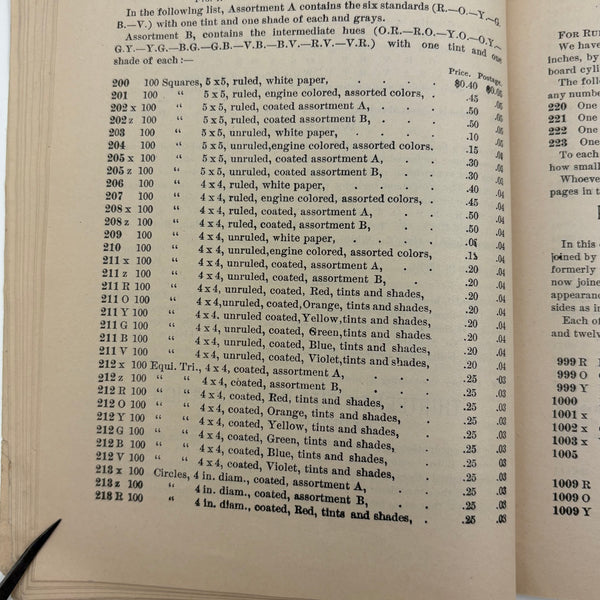 In the following list, Assortment A contains the six standards (R.—O.—Y.—G.
B.—V.) with one tint and one shade of each and grays.
Assortment B, contains the intermediate hues (O.R.—R.O.—Y.O.—O.Y.—
G.Y.—Y.G.—B.G.—G.B.—V.B.—B.V.—R.V.—V.R.) with one tint and one
shade of each :—
Price. Postage.
200 100 Squares, 5 x 5, ruled, white paper, . . . . $0.40 $0.05
201 100 “ 5 x 5, ruled, engine colored, assorted colors, . .45 .05
202 x 100 “ 5 x 5, ruled, coated assortment A, . . . .50 .05
202 z 100 “ 5 x 5, ruled, coated assortment B, . . . .50 .05
203 100 “ 5 x 5, unruled, white paper, . . . . .10 .05
204 100 “ 5 x 5, unruled,engine colored, assorted colors. .15 .04
205 x 100 “ 5 x 5, unruled, coated assortment A, . . .30 .04
205 z 100 “ 5 x 5, unruled, coated assortment B, . . .30 .04
206 100 “ 4 x 4, ruled, white paper, . . . . .40 .04
207 100 “ 4 x 4, ruled, engine colored, assorted colors, . .45 .04
208 x 100 “ 4 x 4, ruled, coated, assortment A, . . . .50 .04
208 z 100 “ 4 x 4, ruled, coated, assortment B, . . . .50 .04
209 100 “ 4 x 4, unruled, white paper, . . . .
210 100 “ 4 x 4, unruled,engine colored, assorted colors, .04
211 x 100 “ 4 x 4, unruled, coated, assortment A, . . .20 .04
211 z 100 “ 4 x 4, unruled, coated, assortment B, . . .20 .04
211 R 100 “ 4 x 4, unruled, coated, Red, tints and shades, .20 .04
211 O 100 “ 4 x 4,unruled, coated,Orange, tints and shades, .20 .04
211 Y 100 “ 4 x 4. unruled coated,Yellow,tints and shades, .20 .04
211 G 100 “ 4 x 4, unruled, coated, Green,tints and shades. .20 .04
211 B 100 “ 4 x 4, unruled, coated, Blue, tints and shades, .20 .04
211 V 100 “ 4 x 4, unruled, coated, Violet,tints and shades, .20 .04
212 x 100 Equi. Tri., 4 x 4, coated, assortment A, . . . .25 .03
212 z 100 “ “ 4 x 4, coated, assortment B, . . . .25 .03
212 R 100 “ “ 4 x 4, coated, Red, tints and shades, . . .25 .03
212 O 100 “ “ 4 x 4, coated, Orange, tints and shades, . .25 .03
212 Y 100 “ “ 4 x 4, coated, Yellow, tints and shades, . .25 .03
212 G 100 “ “ 4 x 4, coated, Green, tints and shades, . .25 .03
212 B 100 “ “ 4 x 4, coated, Blue, tints and shades, . .25 03
212 V 100 “ “ 4 x 4, coated, Violet, tints and shades, . .25 .03
213 x 100 Circles, 4 in. diam., coated, assortment A, . . .25 .03
213 z 100 “ 4 in. diam., coated, assortment B, . . .25 .03
213 R 100 “ 4 in. diam., coated, Red, tints and shades, . .25 .03
FOR
We have
inches, by
board cyli
The follo
any numbe
220 One
221 One
222 One
223 One
To each
how small
Whoeve
pages in t
In this
joined by
formerly
now joine
appearanc
sides as i
Each of
and twelv
999 R
999 O
999 Y
1000
1001 x
1002 x
1003 x
1005
1009 R
1009 O
1009 Y